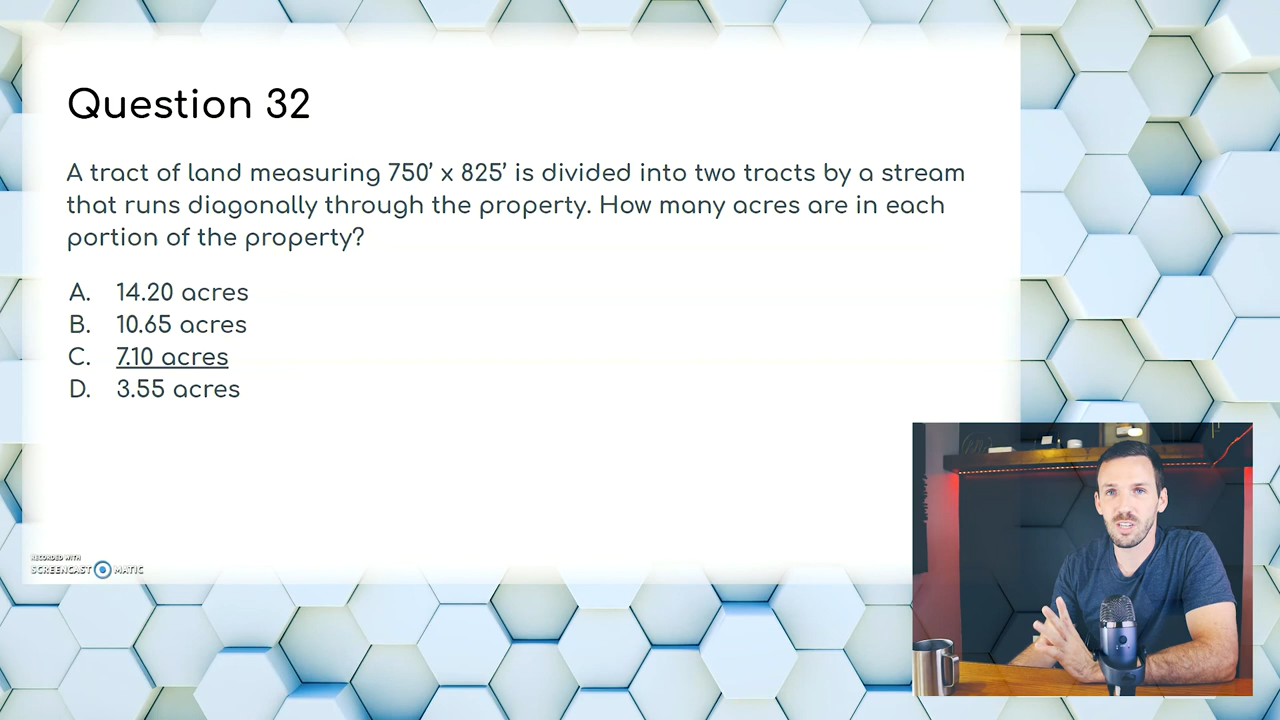 Question 32
A tract of land measuring 750’ x 825’ is divided into two tracts by a stream
that runs diagonally through the property. How many acres are in each
portion of the property?
A. 14.20 acres
B. 10.65 acres
C. 7.10 acres
D. 3.55 acres
RECORDED WITH
SCREENCAST MATIC